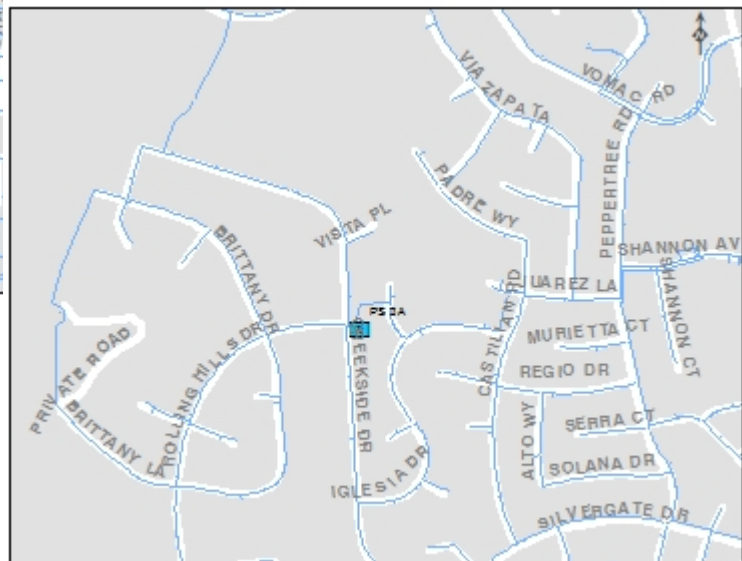 VIA ZAPATA
VOMAC RD
PEPPERTREE RD
PADRE WY
VISTA PL
BRITTANY DR
SHANNON AV
SHANNON CT
JUAREZ LA
PS 2A
CASTILIAN RD
MURIETTA CT
REGIO DR
PRIVATE ROAD
ROLLING HILLS DR
CREEKSIDE DR
BRITTANY LA
ALTO WY
SERRA CT
SOLANA DR
IGLESIA DR
SILVERGATE DR